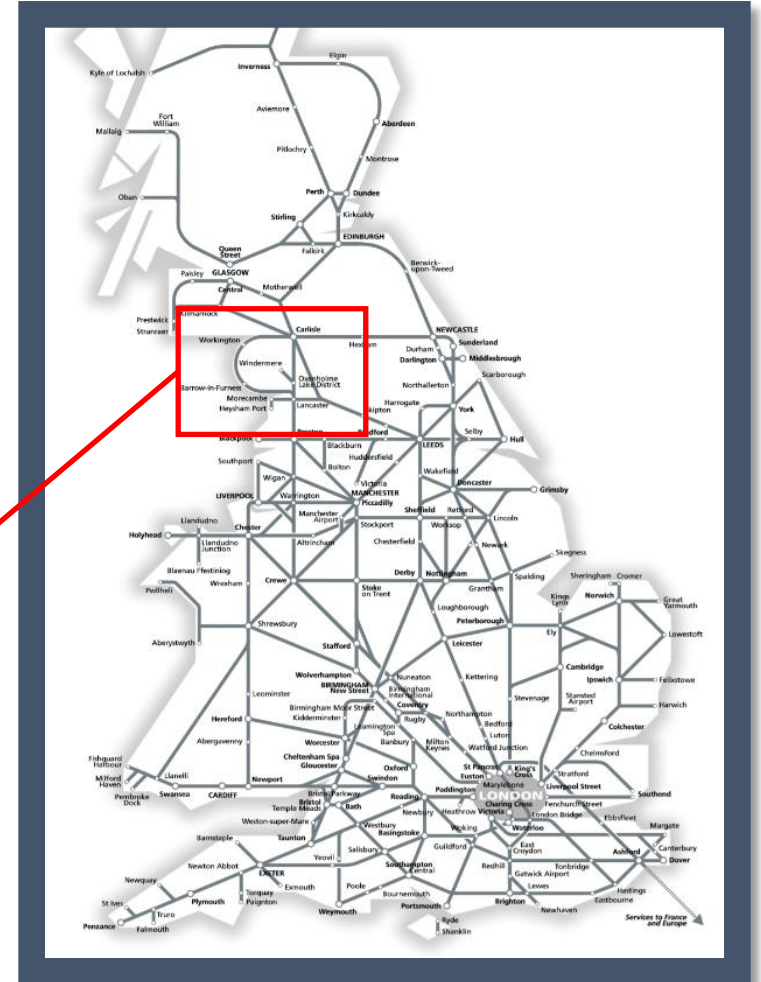 Elgin
Inverness
Kyle of Lochalsh
Aviemore
Fort
William
Aberdeen
Mallaig
Pitlochry
Montrose
Perth
Dundee
Oban
Stirling
Kirkcaldy
EDINBURGH
Queen
Street
Falkirk
Berwick-
upon-Tweed
Paisley
GLASGOW
Central
Motherwell
Kilmarnock
Prestwick
Stranraer
Carlisle
NEWCASTLE
Workington
Hexham
Durham
Sunderland
Darlington
Middlesbrough
Windermere
Oxenholme
Lake District
Scarborough
Barrow-in-Furness
Northallerton
Morecambe
Lancaster
Harrogate
Heysham Port
Skipton
York
Preston
Bradford
Selby
Blackpool
Blackburn
LEEDS
Hull
Huddersfield
Southport
Bolton
Wakefield
Wigan
Victoria
MANCHESTER
Piccadilly
Doncaster
Grimsby
LIVERPOOL
Warrington
Manchester
Airport
Sheffield
Retford
Llandudno
Stockport
Worksop
Lincoln
Holyhead
Chester
Llandudno
Junction
Altrincham
Chesterfield
Newark
Skegness
Blaenau Ffestiniog
Derby
Nottingham
Spalding
Sheringham
Cromer
Pwllheli
Wrexham
Crewe
Stoke
on Trent
Grantham
Kings
Lynn
Norwich
Great
Yarmouth
Loughborough
Peterborough
Shrewsbury
Ely
Lowestoft
Aberystwyth
Stafford
Leicester
Wolverhampton
Cambridge
BIRMINGHAM
New Street
Nuneaton
Kettering
Ipswich
Felixstowe
Birmingham
International
Leominster
Coventry
Stevenage
Stansted
Airport
Birmingham Moor Street
Harwich
Hereford
Kidderminster
Rugby
Northampton
Leamington
Spa
Bedford
Colchester
Abergavenny
Worcester
Banbury
Milton
Keynes
Luton
Watford Junction
Chelmsford
Cheltenham Spa
Fishguard
Harbour
Gloucester
Oxford
St Pancras
King's
Cross
Euston
Stratford
Milford
Haven
Llanelli
Newport
Swindon
Marylebone
Liverpool Street
Pembroke
Dock
Swansea
CARDIFF
Bristol Parkway
Paddington
LONDON
Southend
Bristol
Temple Meads
Bath
Reading
Charing Cross
Fenchurch Street
Newbury
Heathrow
Victoria
London Bridge
Ebbsfleet
Weston-super-Mare
Westbury
Waterloo
Margate
Barnstaple
Taunton
Basingstoke
Woking
East
Croydon
Salisbury
Guildford
Canterbury
Ashford
Dover
Newton Abbot
Yeovil
Southampton
Central
Redhill
Tonbridge
EXETER
Gatwick Airport
Newquay
Exmouth
Poole
Lewes
Hastings
St Ives
Plymouth
Torquay
Paignton
Bournemouth
Eastbourne
Truro
Weymouth
Portsmouth
Brighton
Newhaven
Penzance
Falmouth
Ryde
Shanklin
Services to France
and Europe